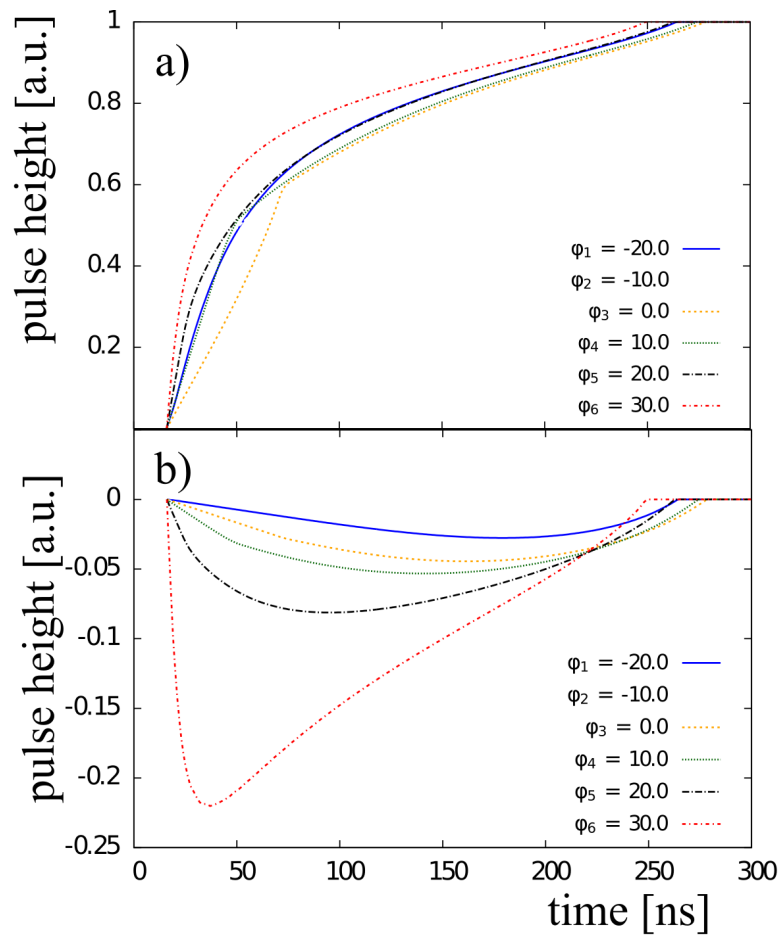 a)
pulse height [a.u.]
1
0.8
0.6
0.4
0.2
φ1 = -20.0
φ2 = -10.0
φ3 = 0.0
φ4 = 10.0
φ5 = 20.0
φ6 = 30.0
b)
pulse height [a.u.]
0
-0.05
-0.1
-0.15
-0.2
-0.25
φ1 = -20.0
φ2 = -10.0
φ3 = 0.0
φ4 = 10.0
φ5 = 20.0
φ6 = 30.0
0 50 100 150 200 250 300
time [ns]